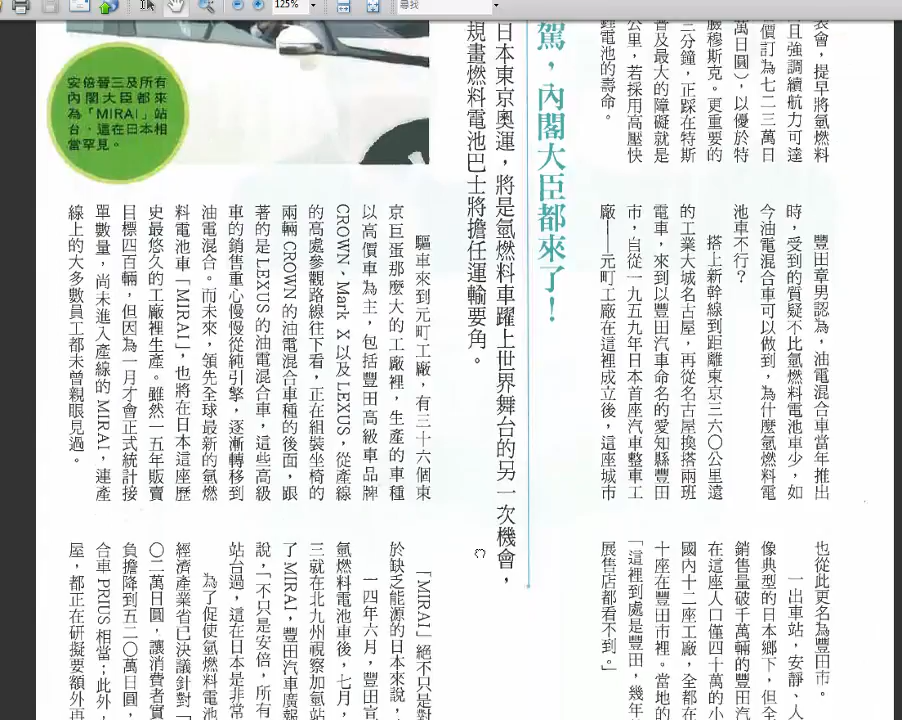 125%
尋找
表會，提早將氫燃料
且強調續航力可達
價訂為七二三萬日
萬日圓），以優於特
臉穆斯克。更重要的
三分鐘，正踩在特斯
普及最大的障礙就是
公里，若採用高壓快
鋰電池的壽命。
豐田章男認為，油電混合車當年推出
時，受到的質疑不比氫燃料電池車少，如
今油電混合車可以做到，為什麼氫燃料電
池車不行？
搭上新幹線到距離東京三六〇公里遠
的工業大城名古屋，再從名古屋換搭兩班
電車，來到以豐田汽車命名的愛知縣豐田
市，自從一九五九年日本首座汽車整車工
廠——元町工廠在這裡成立後，這座城市
也從此更名為豐田市。
一出車站，安靜、人
像典型的日本鄉下，但全
銷售量破千萬輛的豐田汽
在這座人口僅四十萬的小
國內十二座工廠，全都在
十座在豐田市裡。當地的
「這裡到處是豐田，幾年
展售店都看不到。」
駕，內閣大臣都來了！
日本東京奧運，將是氫燃料車躍上世界舞台的另一次機會，
規畫燃料電池巴士將擔任運輸要角。
安倍晉三及所有
內閣大臣都來
為「MIRAI」站
台，這在日本相
當罕見。
驅車來到元町工廠，有三十六個東
京巨蛋那麼大的工廠裡，生產的車種
以高價車為主，包括豐田高級車品牌
CROWN、Mark X 以及 LEXUS，從產線
的高處參觀路線往下看，正在組裝坐椅的
兩輛 CROWN 的油電混合車種的後面，跟
著的是 LEXUS 的油電混合車，這些高級
車的銷售重心慢慢從純引擎，逐漸轉移到
油電混合。而未來，領先全球最新的氫燃
料電池車「MIRAI」，也將在日本這座歷
史最悠久的工廠裡生產。雖然一五年販賣
目標四百輛，但因為一月才會正式統計接
單數量，尚未進入產線的 MIRAI，連產
線上的大多數員工都未曾親眼見過。
「MIRAI」絕不只是對
於缺乏能源的日本來說，
一四年六月，豐田宣
氫燃料電池車後，七月，
三就在北九州視察加氫站
了 MIRAI，豐田汽車廣報
說，「不只是安倍，所有
站台過，這在日本是非常
為了促使氫燃料電池
經濟產業省已決議針對「
〇二萬日圓，讓消費者實
負擔降到五二〇萬日圓，
合車 PRIUS 相當；此外，
屋，都正在研擬要額外再